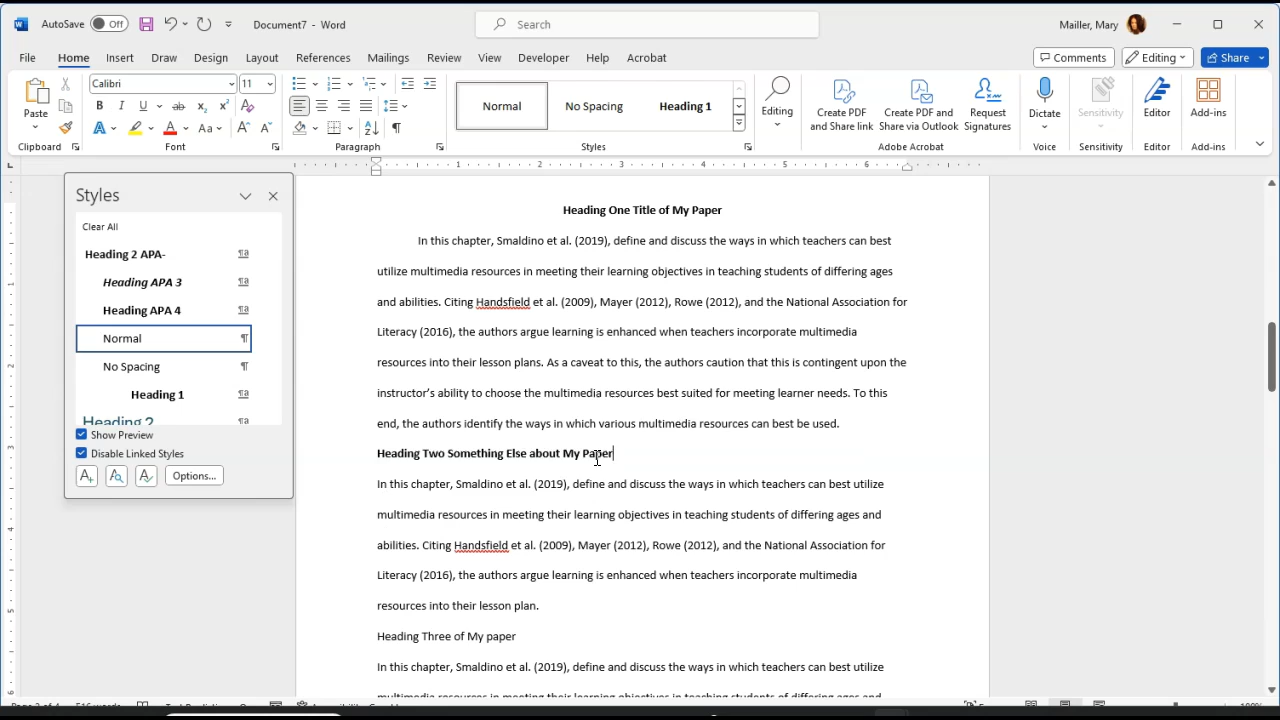 AutoSave Off Document7 - Word Search Mailler, Mary
File Home Insert Draw Design Layout References Mailings Review View Developer Help Acrobat Comments Editing Share
Paste Calibri 11 Normal No Spacing Heading 1 Editing Create PDF and Share link Create PDF and Share via Outlook Request Signatures Dictate Sensitivity Editor Add-ins
Clipboard Font Paragraph Styles Adobe Acrobat Voice Sensitivity Editor Add-ins
1 2 3 4 5 6
Styles
Clear All
Heading 2 APA-
Heading APA 3
Heading APA 4
Normal
No Spacing
Heading 1
Heading 2
Show Preview
Disable Linked Styles
Options...
Heading One Title of My Paper
In this chapter, Smaldino et al. (2019), define and discuss the ways in which teachers can best
utilize multimedia resources in meeting their learning objectives in teaching students of differing ages
and abilities. Citing Handsfield et al. (2009), Mayer (2012), Rowe (2012), and the National Association for
Literacy (2016), the authors argue learning is enhanced when teachers incorporate multimedia
resources into their lesson plans. As a caveat to this, the authors caution that this is contingent upon the
instructor’s ability to choose the multimedia resources best suited for meeting learner needs. To this
end, the authors identify the ways in which various multimedia resources can best be used.
Heading Two Something Else about My Paper
In this chapter, Smaldino et al. (2019), define and discuss the ways in which teachers can best utilize
multimedia resources in meeting their learning objectives in teaching students of differing ages and
abilities. Citing Handsfield et al. (2009), Mayer (2012), Rowe (2012), and the National Association for
Literacy (2016), the authors argue learning is enhanced when teachers incorporate multimedia
resources into their lesson plan.
Heading Three of My paper
In this chapter, Smaldino et al. (2019), define and discuss the ways in which teachers can best utilize
multimedia resources in meeting their learning objectives in teaching students of differing ages and